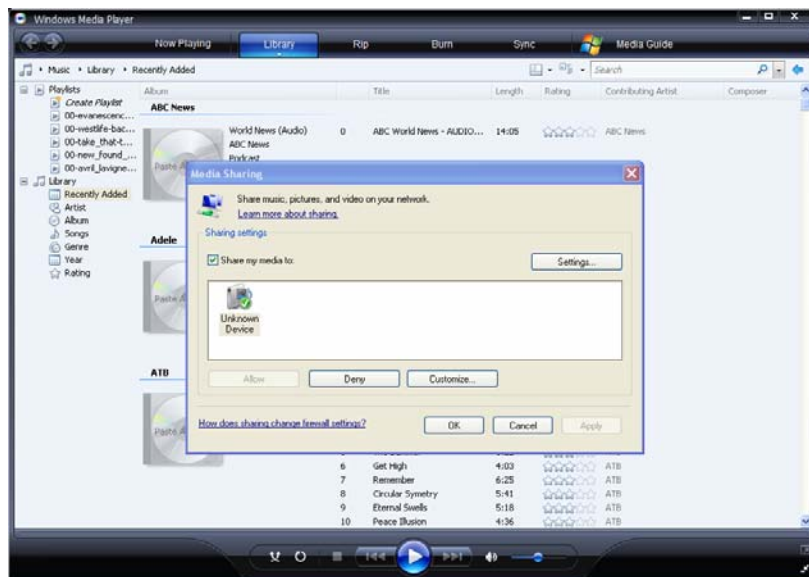 Windows Media Player
Now Playing
Library
Rip
Burn
Sync
Media Guide
Music
Library
Recently Added
Search
Playlists
Create Playlist
00-evanescenc...
00-westlife-bac...
00-take_that-t...
00-new_found_...
00-avril_lavigne...
Library
Recently Added
Artist
Album
Songs
Genre
Year
Rating
Album
Title
Length
Rating
Contributing Artist
Composer
ABC News
World News (Audio)
ABC News
Podcast
0 ABC World News - AUDIO... 14:05 ABC News
Paste A
Adele
Paste A
ATB
Paste A
Media Sharing
Share music, pictures, and video on your network.
Learn more about sharing.
Sharing settings
Share my media to:
Settings...
Unknown
Device
Allow
Deny
Customize...
How does sharing change firewall settings?
OK
Cancel
Apply
6 Get High 4:03 ATB
7 Remember 6:25 ATB
8 Circular Symetry 5:41 ATB
9 Eternal Swells 5:18 ATB
10 Peace Illusion 4:36 ATB